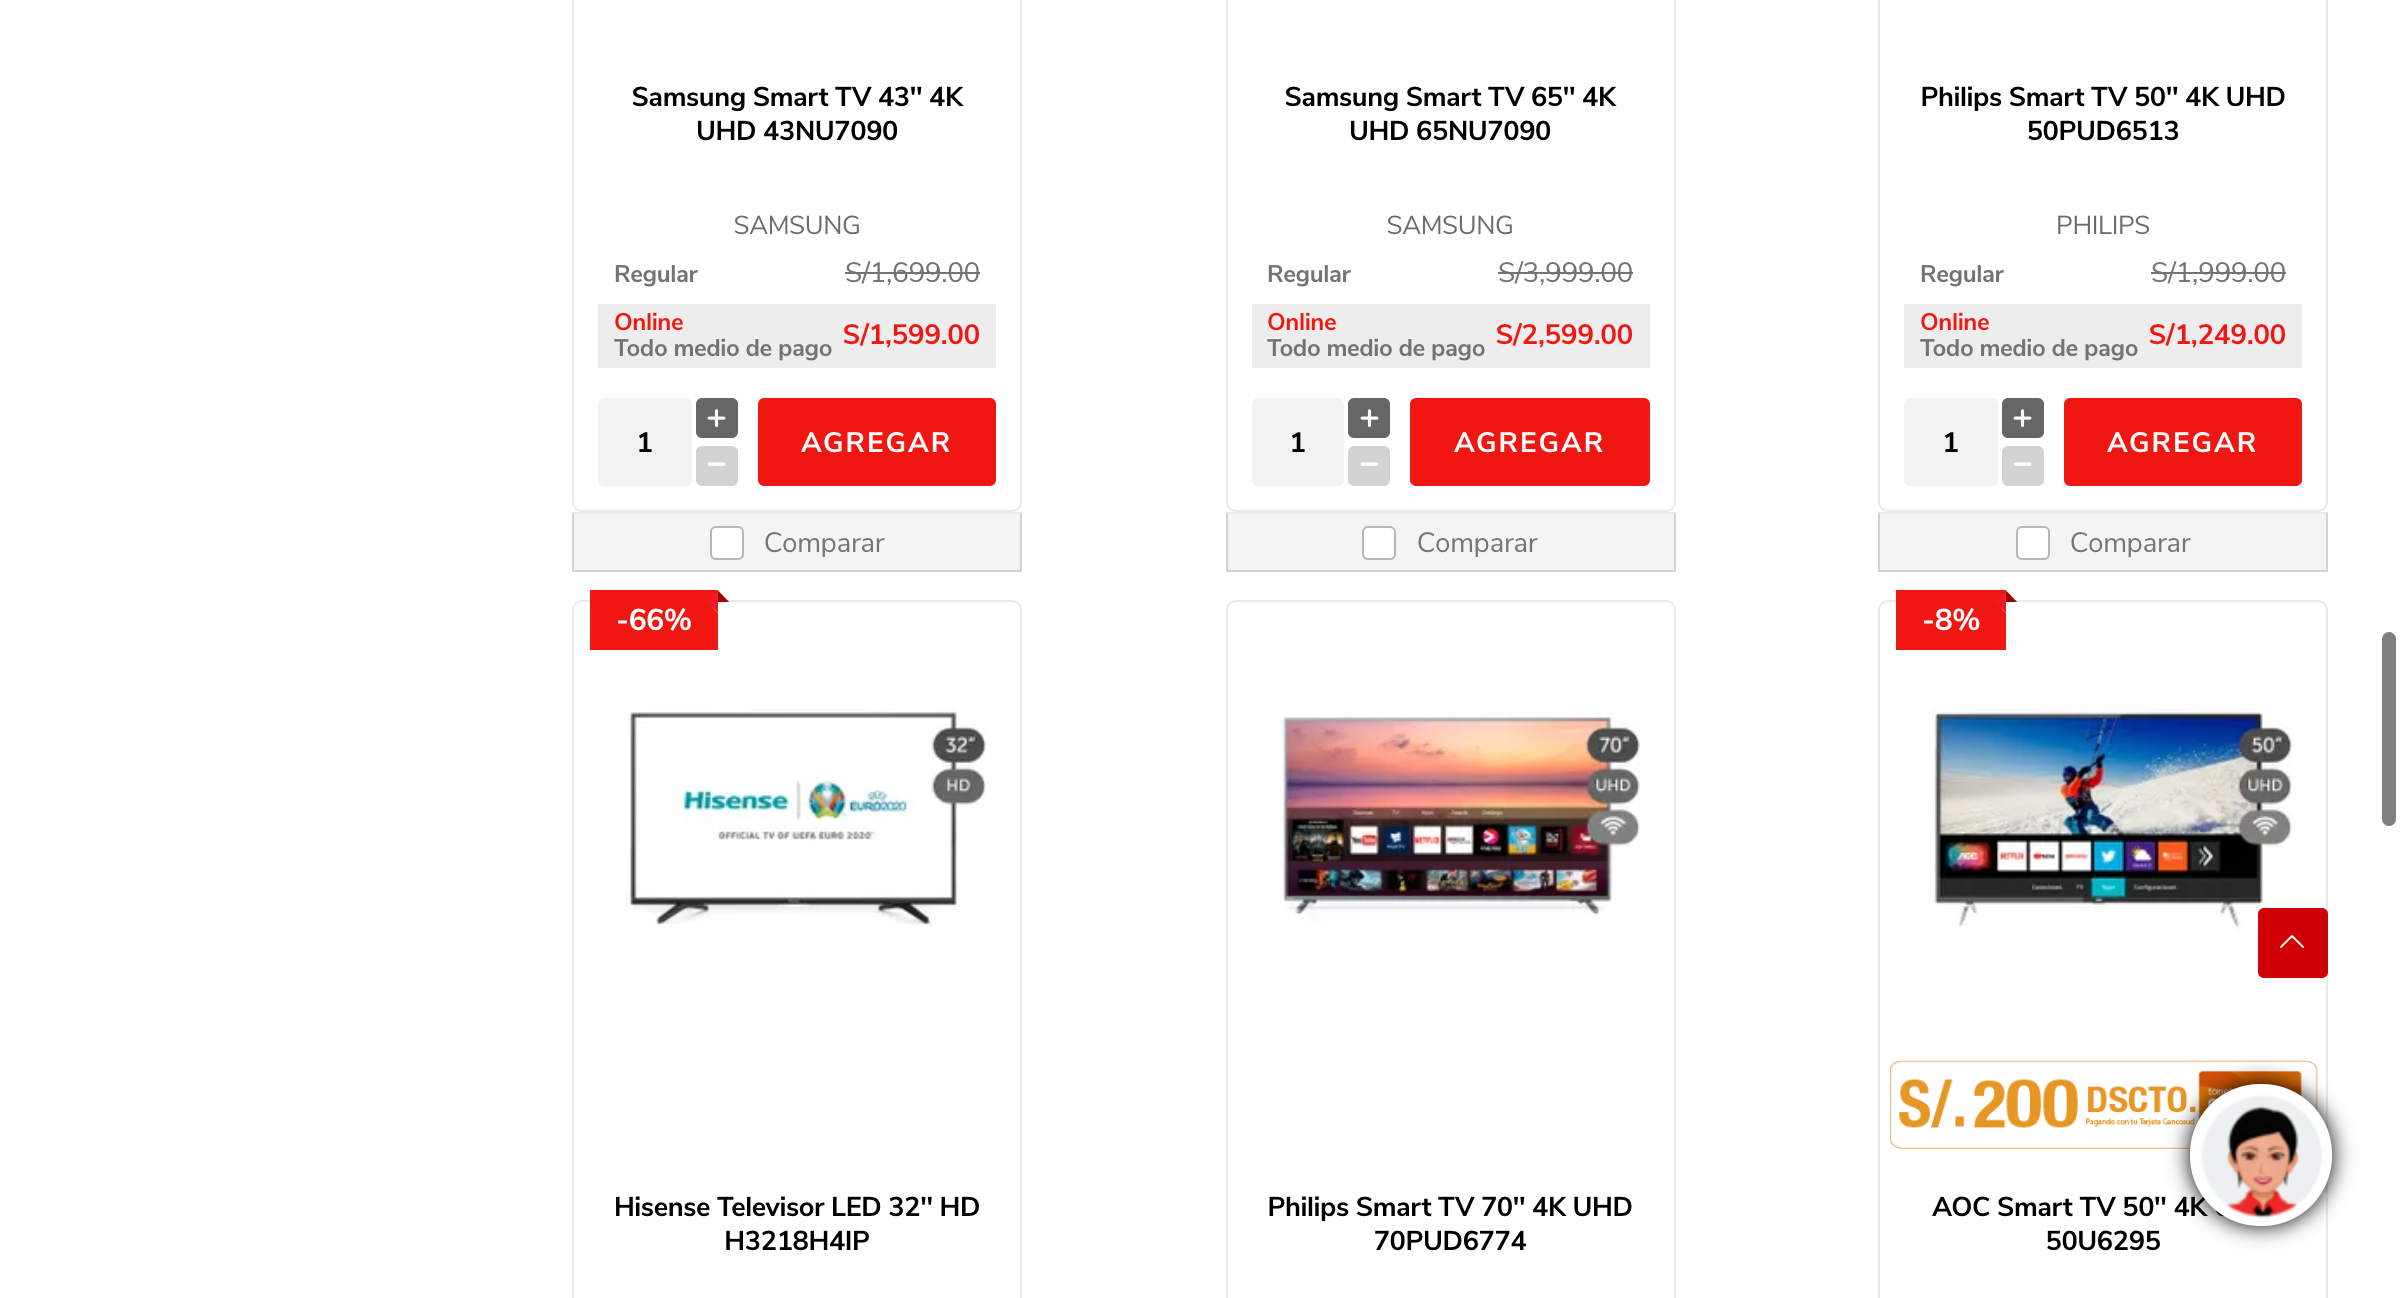 Samsung Smart TV 43" 4K
UHD 43NU7090
SAMSUNG
Regular S/1,699.00
Online
Todo medio de pago S/1,599.00
1 + − AGREGAR
Comparar
Samsung Smart TV 65" 4K
UHD 65NU7090
SAMSUNG
Regular S/3,999.00
Online
Todo medio de pago S/2,599.00
1 + − AGREGAR
Comparar
Philips Smart TV 50" 4K UHD
50PUD6513
PHILIPS
Regular S/1,999.00
Online
Todo medio de pago S/1,249.00
1 + − AGREGAR
Comparar
-66%
32"
HD
Hisense EURO2020
OFFICIAL TV OF UEFA EURO 2020
Hisense Televisor LED 32" HD
H3218H4IP
70"
UHD
Philips Smart TV 70" 4K UHD
70PUD6774
-8%
50"
UHD
S/.200 DSCTO.
Pagando con tu Tarjeta Cencosud
AOC Smart TV 50" 4K
50U6295